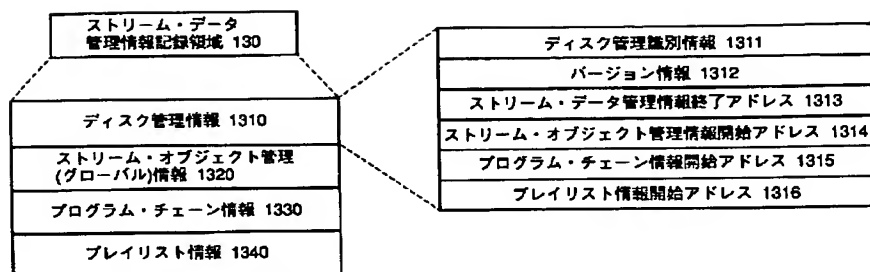 ストリーム・データ
管理情報記録領域 130
ディスク管理情報 1310
ストリーム・オブジェクト管理
(グローバル)情報 1320
プログラム・チェーン情報 1330
プレイリスト情報 1340
ディスク管理識別情報 1311
バージョン情報 1312
ストリーム・データ管理情報終了アドレス 1313
ストリーム・オブジェクト管理情報開始アドレス 1314
プログラム・チェーン情報開始アドレス 1315
プレイリスト情報開始アドレス 1316